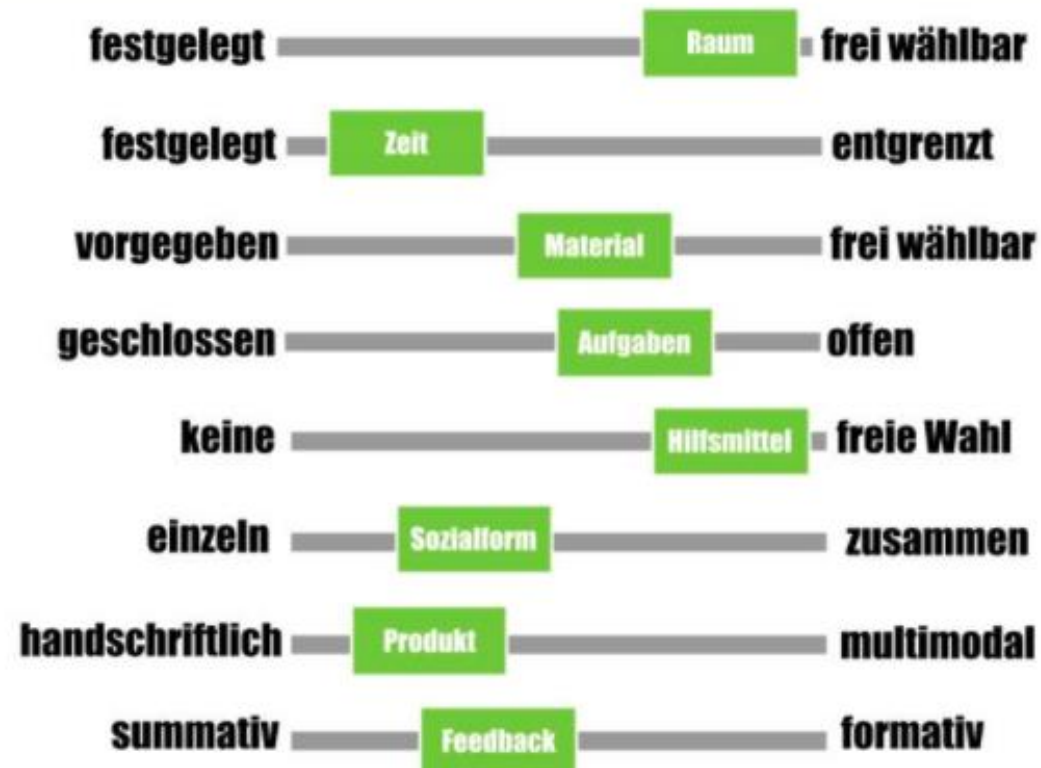 festgelegt Raum frei wählbar
festgelegt Zeit entgrenzt
vorgegeben Material frei wählbar
geschlossen Aufgaben offen
keine Hilfsmittel freie Wahl
einzeln Sozialform zusammen
handschriftlich Produkt multimodal
summativ Feedback formativ